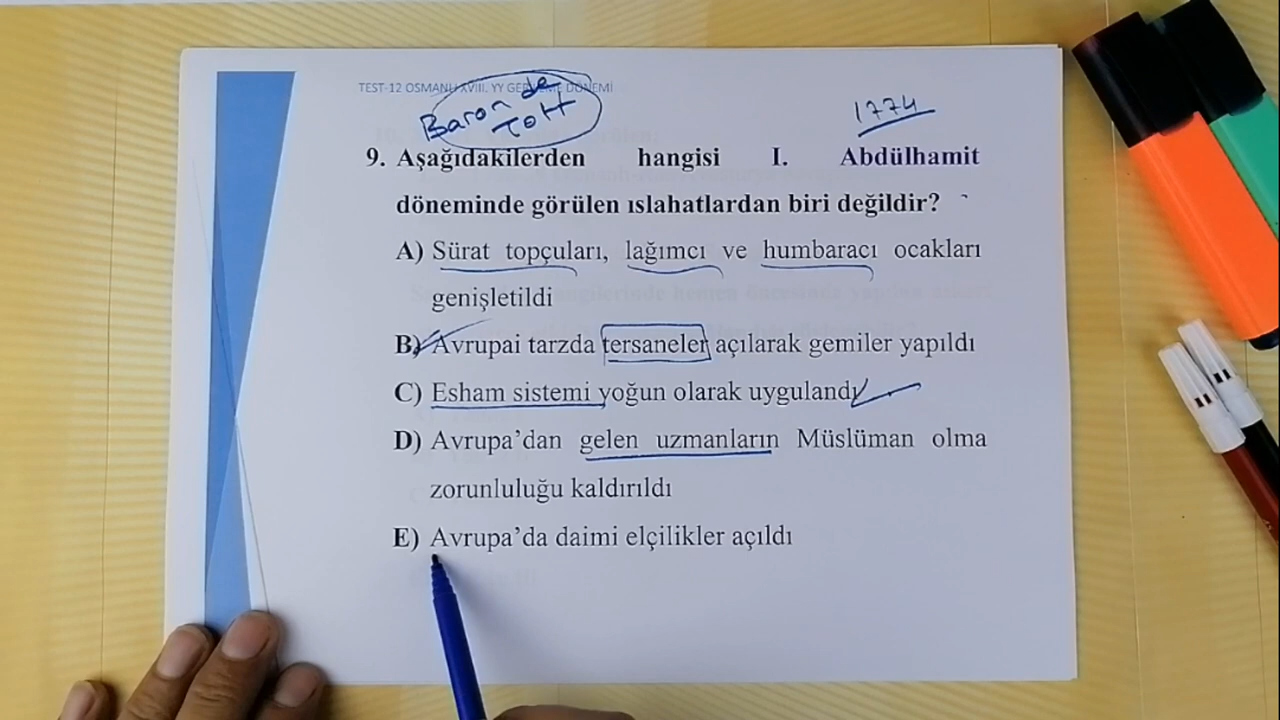 TEST-12 OSMANLI XVIII. YY GERİLEME DÖNEMİ
Baron de
Tott
1774
9. Aşağıdakilerden hangisi I. Abdülhamit
döneminde görülen ıslahatlardan biri değildir?
A) Sürat topçuları, lağımcı ve humbaracı ocakları
genişletildi
B) Avrupai tarzda tersaneler açılarak gemiler yapıldı
C) Esham sistemi yoğun olarak uygulandı
D) Avrupa’dan gelen uzmanların Müslüman olma
zorunluluğu kaldırıldı
E) Avrupa’da daimi elçilikler açıldı